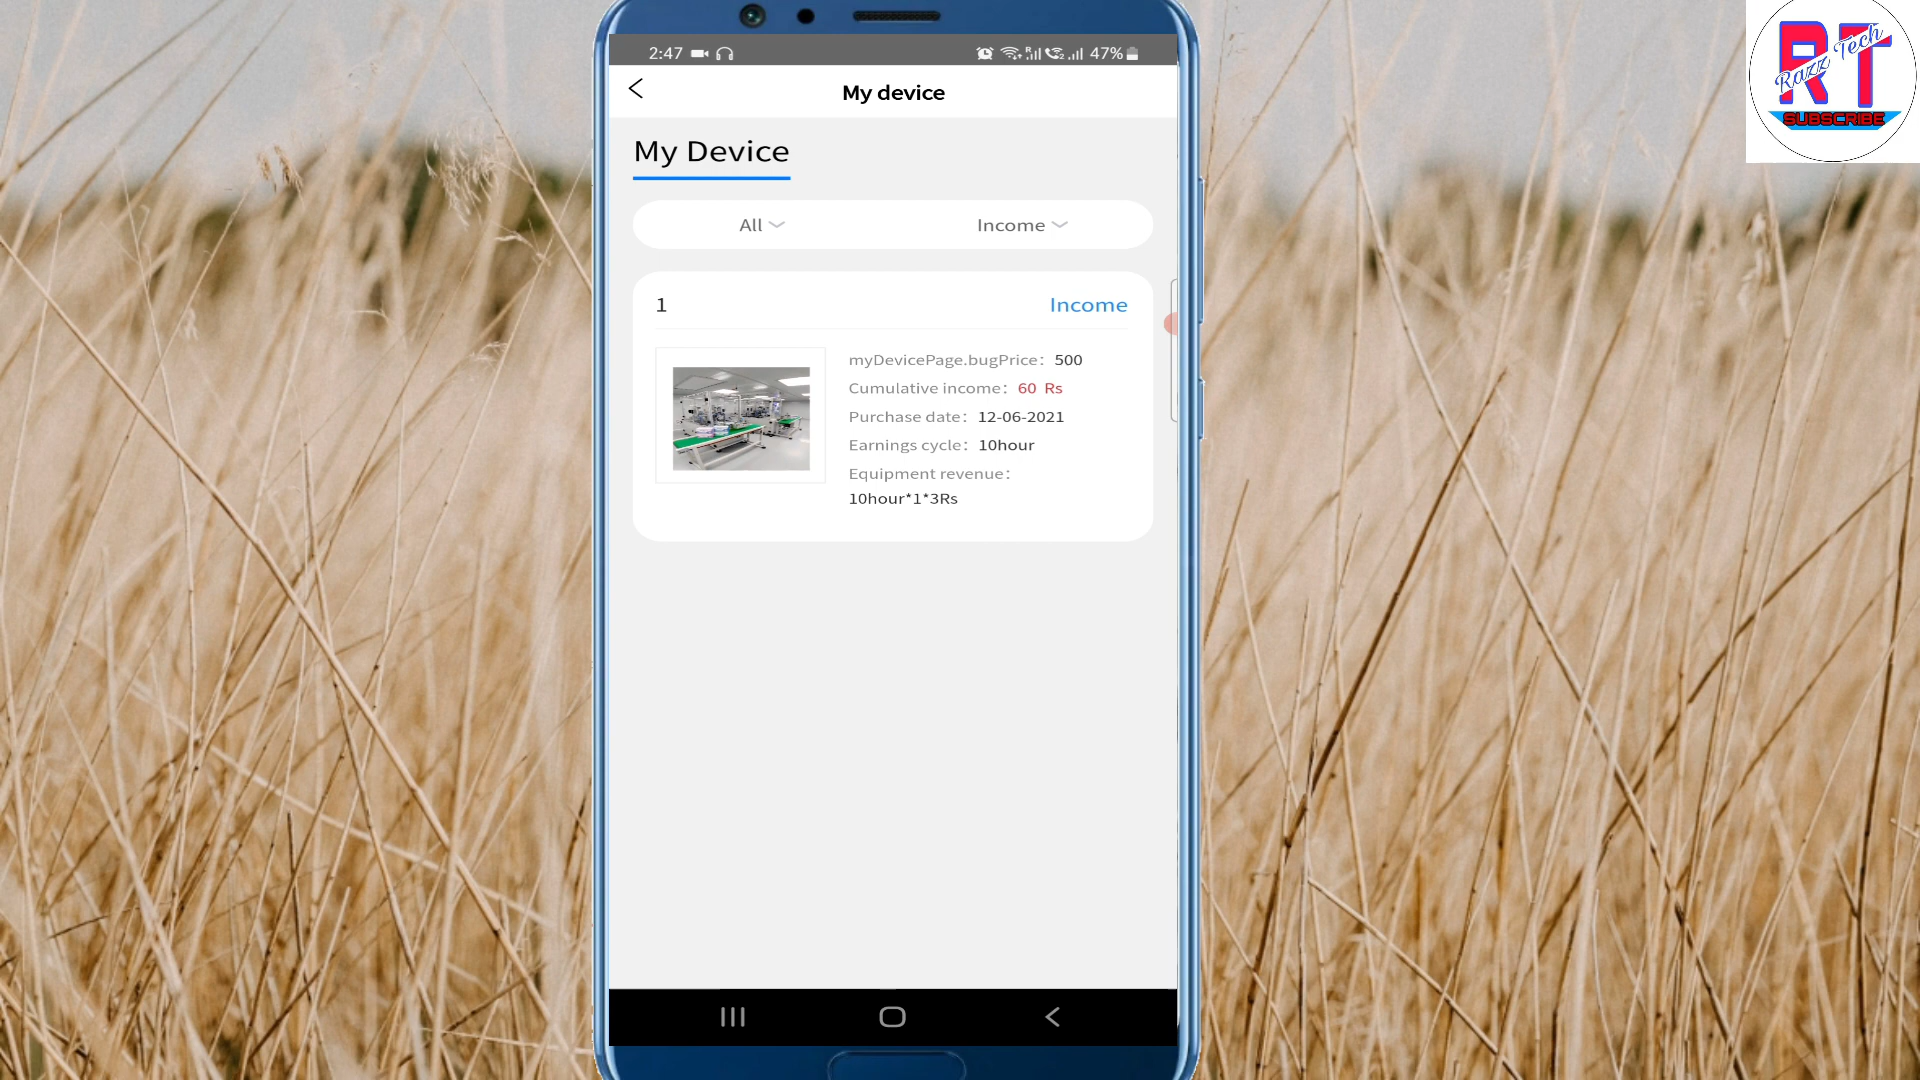 2:47 47%
My device
My Device
All Income
1 Income
myDevicePage.bugPrice: 500
Cumulative income: 60 Rs
Purchase date: 12-06-2021
Earnings cycle: 10hour
Equipment revenue:
10hour*1*3Rs
RT
Razz Tech
SUBSCRIBE